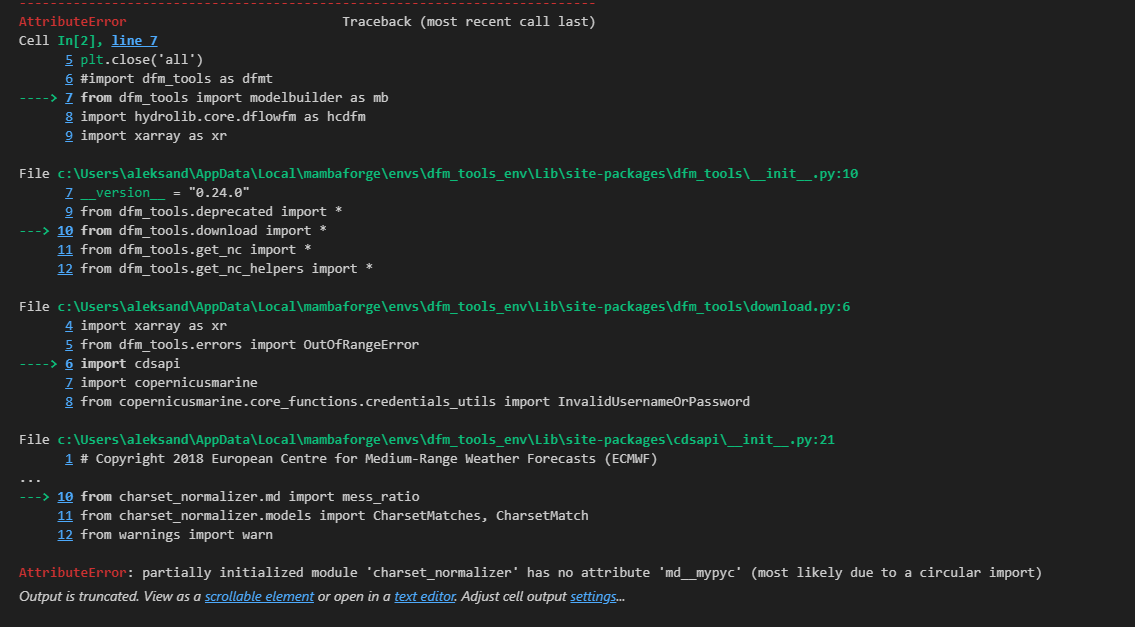 ---------------------------------------------------------------------------
AttributeError                            Traceback (most recent call last)
Cell In[2], line 7
      5 plt.close('all')
      6 #import dfm_tools as dfmt
----> 7 from dfm_tools import modelbuilder as mb
      8 import hydrolib.core.dflowfm as hcdfm
      9 import xarray as xr
File c:\Users\aleksand\AppData\Local\mambaforge\envs\dfm_tools_env\Lib\site-packages\dfm_tools\__init__.py:10
      7 __version__ = "0.24.0"
      9 from dfm_tools.deprecated import *
---> 10 from dfm_tools.download import *
     11 from dfm_tools.get_nc import *
     12 from dfm_tools.get_nc_helpers import *
File c:\Users\aleksand\AppData\Local\mambaforge\envs\dfm_tools_env\Lib\site-packages\dfm_tools\download.py:6
      4 import xarray as xr
      5 from dfm_tools.errors import OutOfRangeError
----> 6 import cdsapi
      7 import copernicusmarine
      8 from copernicusmarine.core_functions.credentials_utils import InvalidUsernameOrPassword
File c:\Users\aleksand\AppData\Local\mambaforge\envs\dfm_tools_env\Lib\site-packages\cdsapi\__init__.py:21
      1 # Copyright 2018 European Centre for Medium-Range Weather Forecasts (ECMWF)
...
---> 10 from charset_normalizer.md import mess_ratio
     11 from charset_normalizer.models import CharsetMatches, CharsetMatch
     12 from warnings import warn
AttributeError: partially initialized module 'charset_normalizer' has no attribute 'md__mypyc' (most likely due to a circular import)
Output is truncated. View as a scrollable element or open in a text editor. Adjust cell output settings...